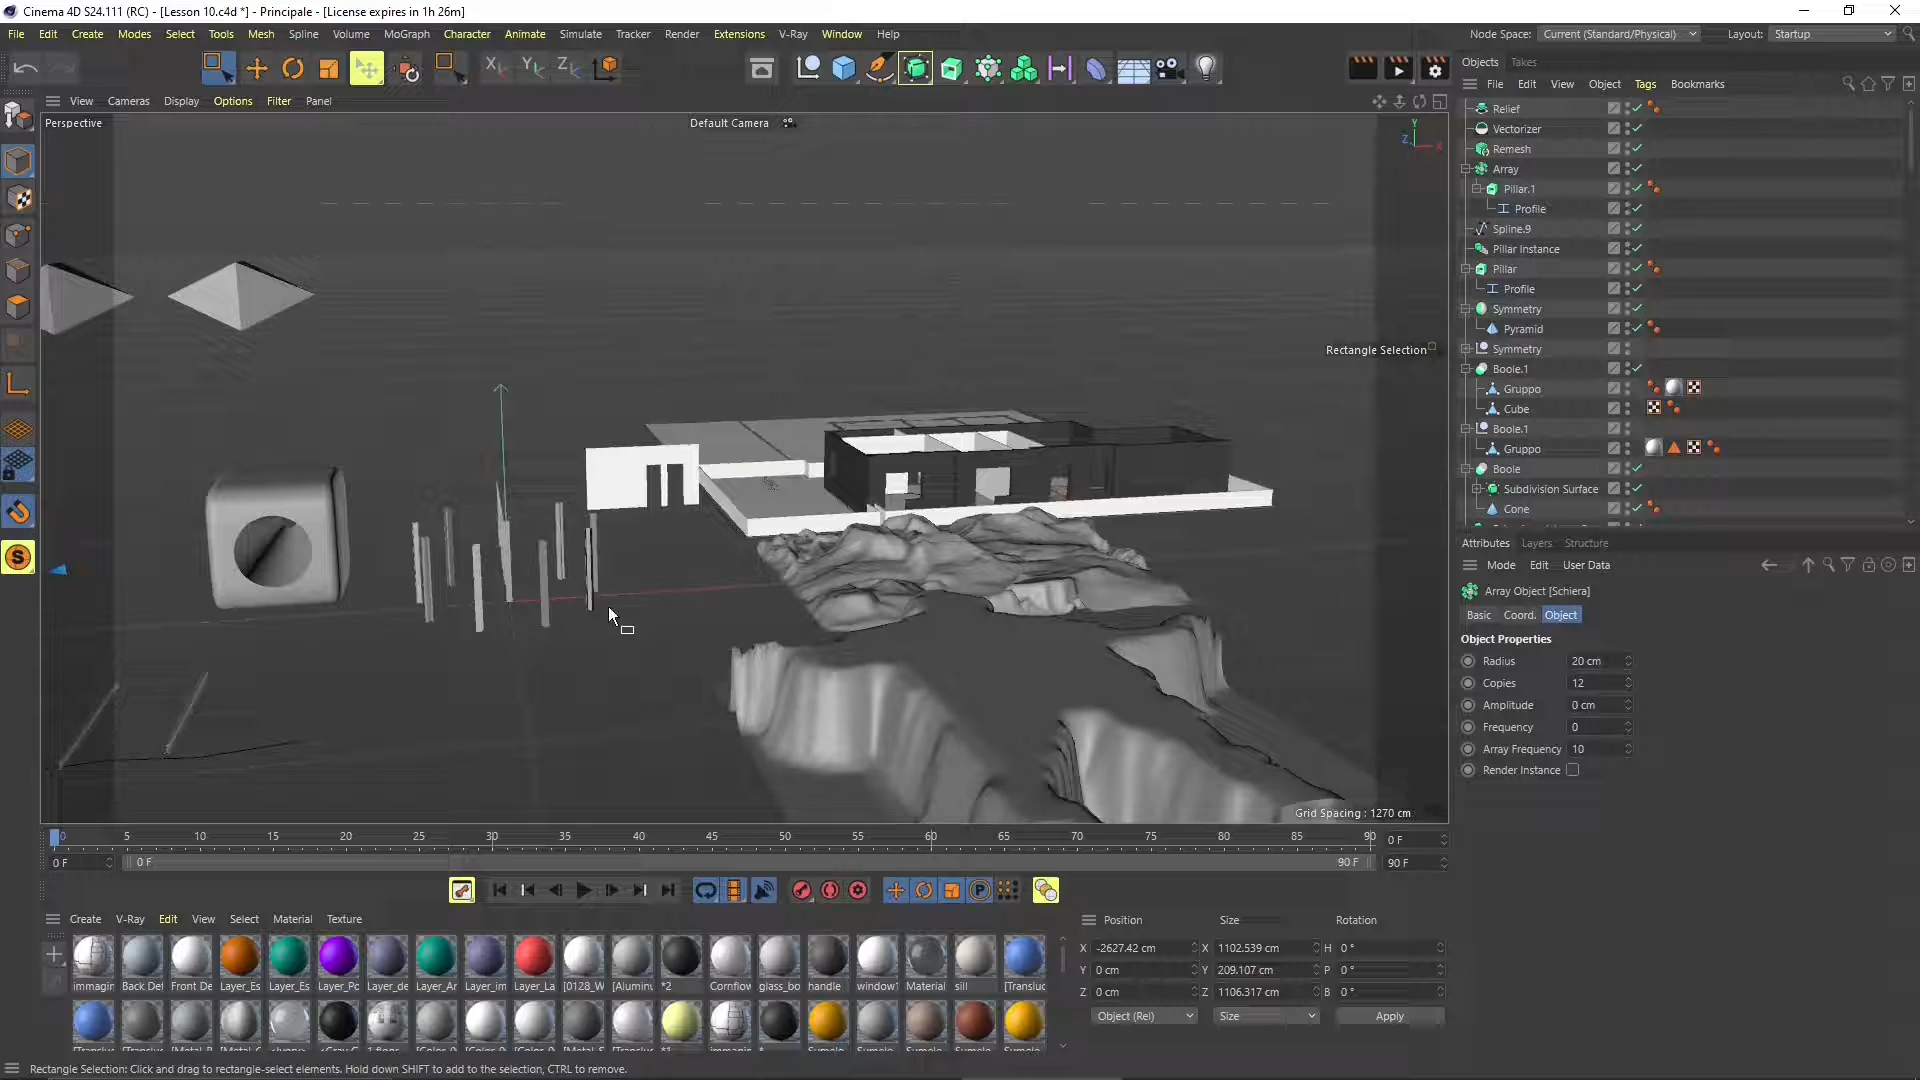 Cinema 4D S24.111 (RC) - [Lesson 10.c4d *] - Principale - [License expires in 1h 26m]
File Edit Create Modes Select Tools Mesh Spline Volume MoGraph Character Animate Simulate Tracker Render Extensions V-Ray Window Help
Node Space: Current (Standard/Physical) Layout: Startup
Objects Takes
File Edit View Object Tags Bookmarks
View Cameras Display Options Filter Panel
Perspective
Default Camera
Y
Z
X
Rectangle Selection
Grid Spacing : 1270 cm
Relief
Vectorizer
Remesh
Array
Pillar.1
Profile
Spline.9
Pillar Instance
Pillar
Profile
Symmetry
Pyramid
Symmetry
Boole.1
Gruppo
Cube
Boole.1
Gruppo
Boole
Subdivision Surface
Cone
Attributes Layers Structure
Mode Edit User Data
Array Object [Schiera]
Basic Coord. Object
Object Properties
Radius 20 cm
Copies 12
Amplitude 0 cm
Frequency 0
Array Frequency 10
Render Instance
0 5 10 15 20 25 30 35 40 45 50 55 60 65 70 75 80 85 90 0 F
0 F 0 F 90 F 90 F
Create V-Ray Edit View Select Material Texture
immagin Back Det Front De Layer_Es Layer_Es Layer_Po Layer_de Layer_Ar Layer_im Layer_La [0128_W [Alumin *2 Cornflow glass_bo handle window1 Material sill [Transluc
Position Size Rotation
X -2627.42 cm X 1102.539 cm H 0 °
Y 0 cm Y 209.107 cm P 0 °
Z 0 cm Z 1106.317 cm B 0 °
Object (Rel) Size Apply
Rectangle Selection: Click and drag to rectangle-select elements. Hold down SHIFT to add to the selection, CTRL to remove.